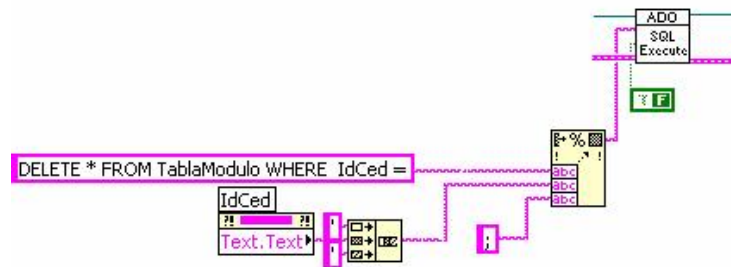 ADO
SQL
Execute
F
DELETE * FROM TablaModulo WHERE IdCed =
abc
abc
abc
IdCed
Text.Text
'
'
;